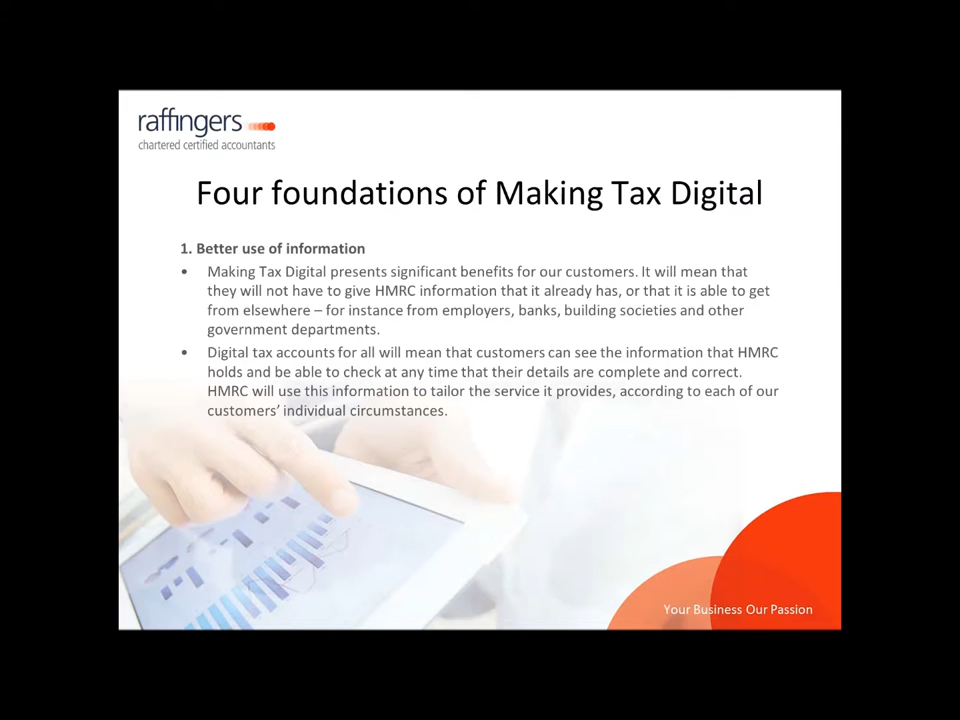 raffingers
chartered certified accountants
Four foundations of Making Tax Digital
1. Better use of information
• Making Tax Digital presents significant benefits for our customers. It will mean that
they will not have to give HMRC information that it already has, or that it is able to get
from elsewhere – for instance from employers, banks, building societies and other
government departments.
• Digital tax accounts for all will mean that customers can see the information that HMRC
holds and be able to check at any time that their details are complete and correct.
HMRC will use this information to tailor the service it provides, according to each of our
customers’ individual circumstances.
Your Business Our Passion